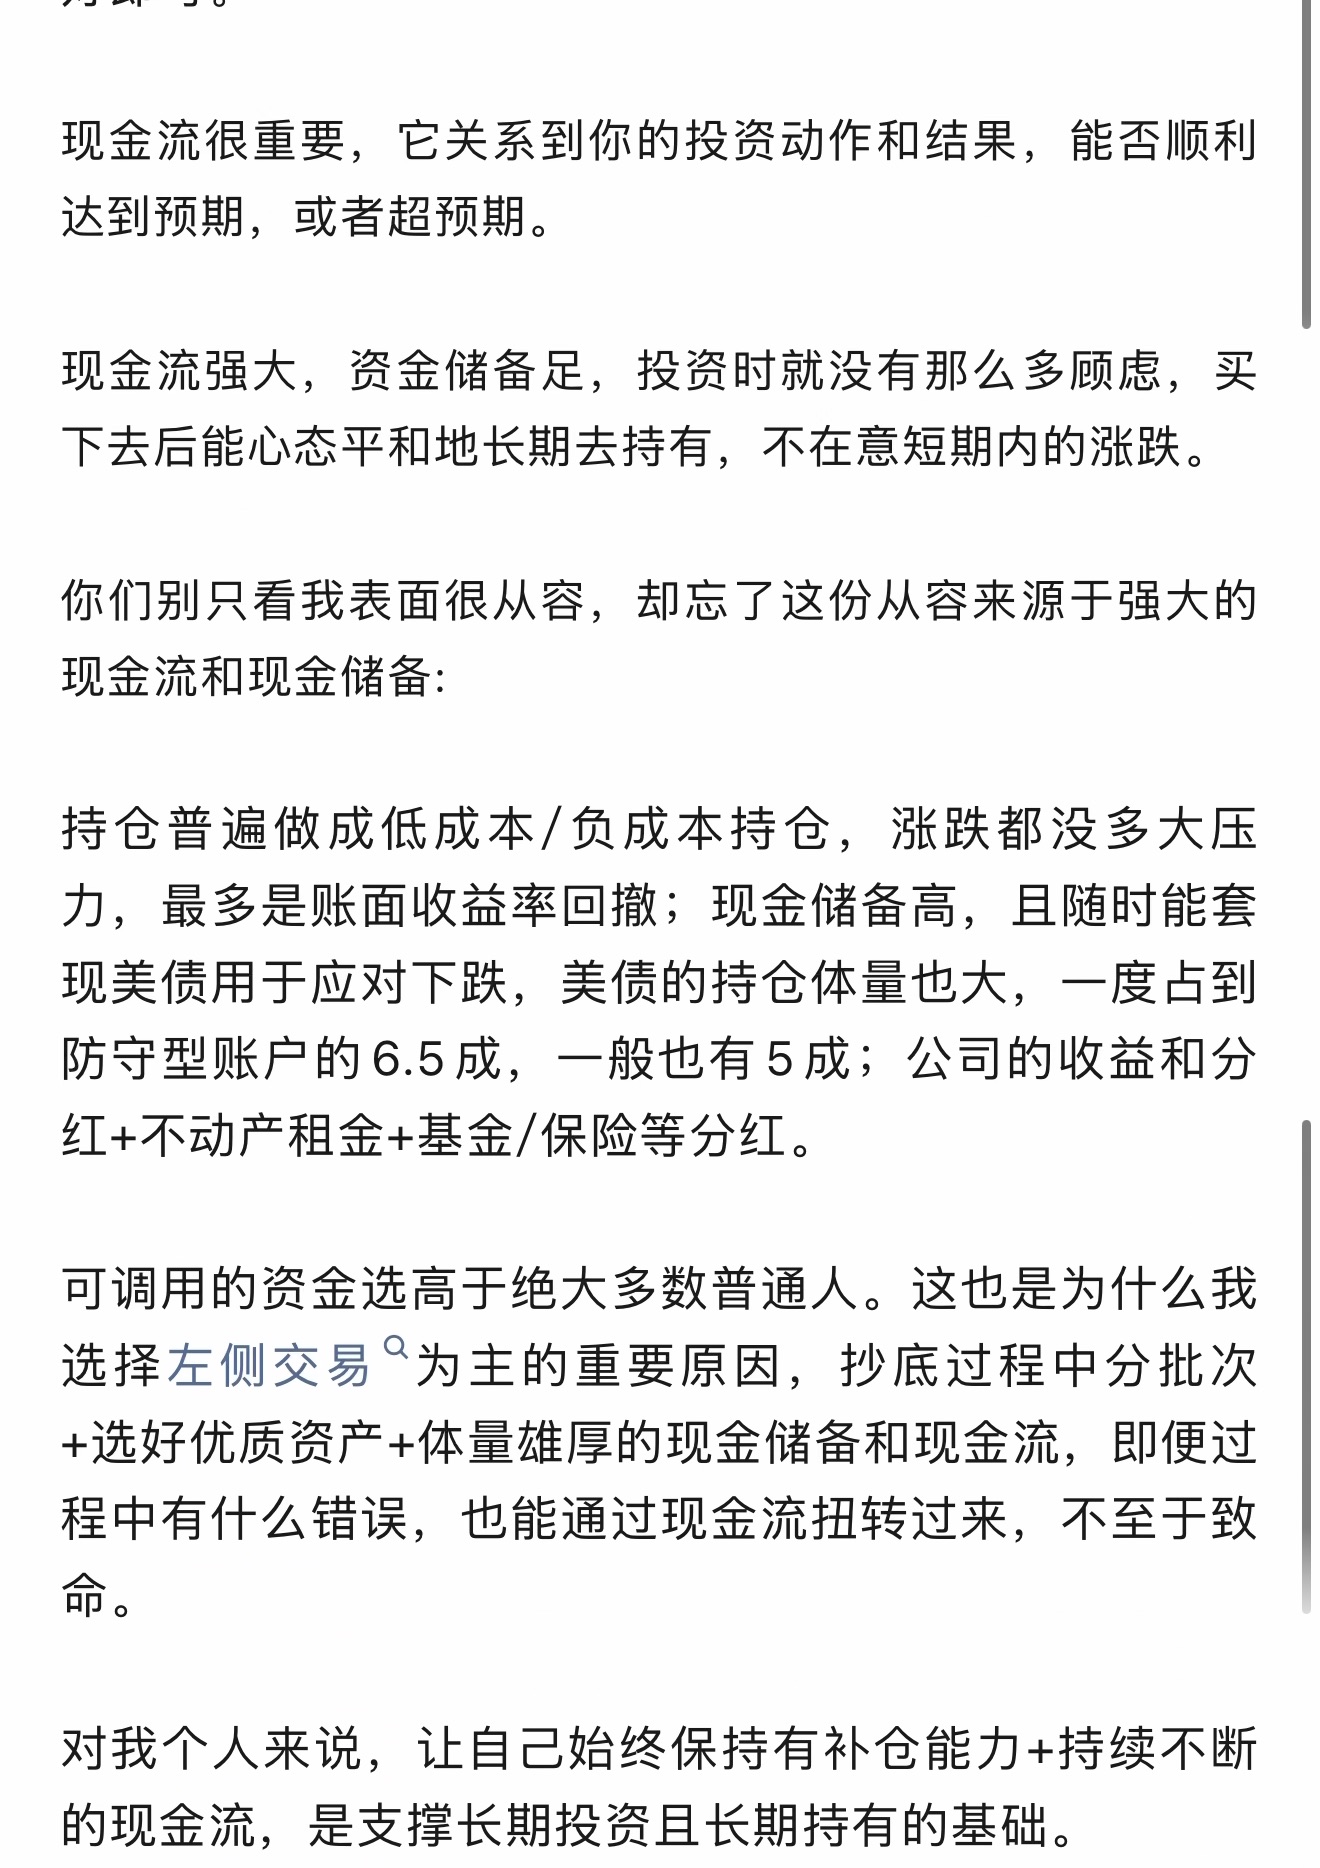 现金流很重要，它关系到你的投资动作和结果，能否顺利
达到预期，或者超预期。
现金流强大，资金储备足，投资时就没有那么多顾虑，买
下去后能心态平和地长期去持有，不在意短期内的涨跌。
你们别只看我表面很从容，却忘了这份从容来源于强大的
现金流和现金储备:
持仓普遍做成低成本/负成本持仓，涨跌都没多大压
力，最多是账面收益率回撤；现金储备高，且随时能套
现美债用于应对下跌，美债的持仓体量也大，一度占到
防守型账户的6.5成，一般也有5成；公司的收益和分
红+不动产租金+基金/保险等分红。
可调用的资金选高于绝大多数普通人。这也是为什么我
选择左侧交易为主的重要原因，抄底过程中分批次
+选好优质资产+体量雄厚的现金储备和现金流，即便过
程中有什么错误，也能通过现金流扭转过来，不至于致
命。
对我个人来说，让自己始终保持有补仓能力+持续不断
的现金流，是支撑长期投资且长期持有的基础。